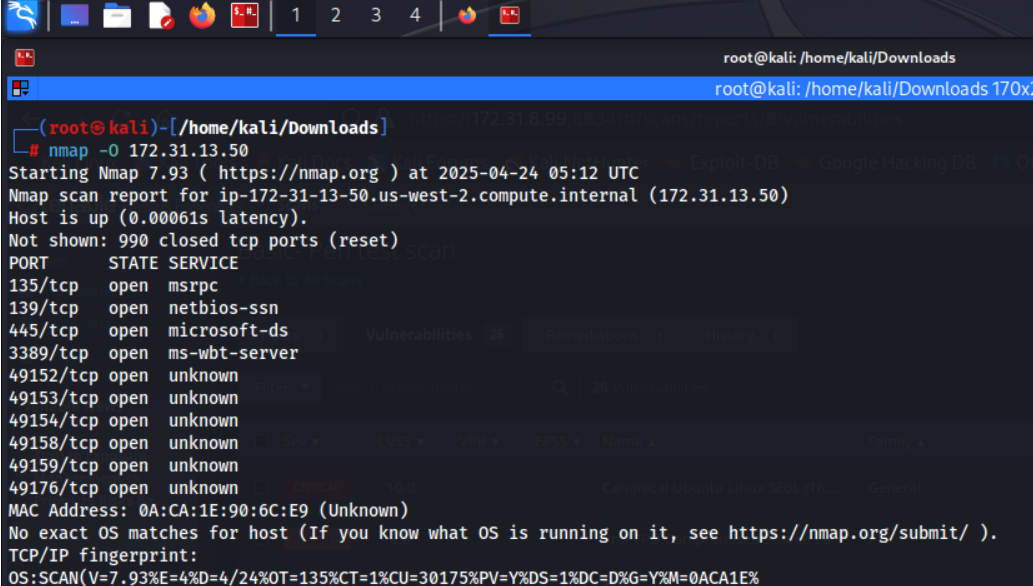 1 2 3 4
root@kali: /home/kali/Downloads
root@kali: /home/kali/Downloads 170x2
(root㉿kali)-[/home/kali/Downloads]
# nmap -O 172.31.13.50
Starting Nmap 7.93 ( https://nmap.org ) at 2025-04-24 05:12 UTC
Nmap scan report for ip-172-31-13-50.us-west-2.compute.internal (172.31.13.50)
Host is up (0.00061s latency).
Not shown: 990 closed tcp ports (reset)
PORT STATE SERVICE
135/tcp open msrpc
139/tcp open netbios-ssn
445/tcp open microsoft-ds
3389/tcp open ms-wbt-server
49152/tcp open unknown
49153/tcp open unknown
49154/tcp open unknown
49158/tcp open unknown
49159/tcp open unknown
49176/tcp open unknown
MAC Address: 0A:CA:1E:90:6C:E9 (Unknown)
No exact OS matches for host (If you know what OS is running on it, see https://nmap.org/submit/ ).
TCP/IP fingerprint:
OS:SCAN(V=7.93%E=4%D=4/24%OT=135%CT=1%CU=30175%PV=Y%DS=1%DC=D%G=Y%M=0ACA1E%